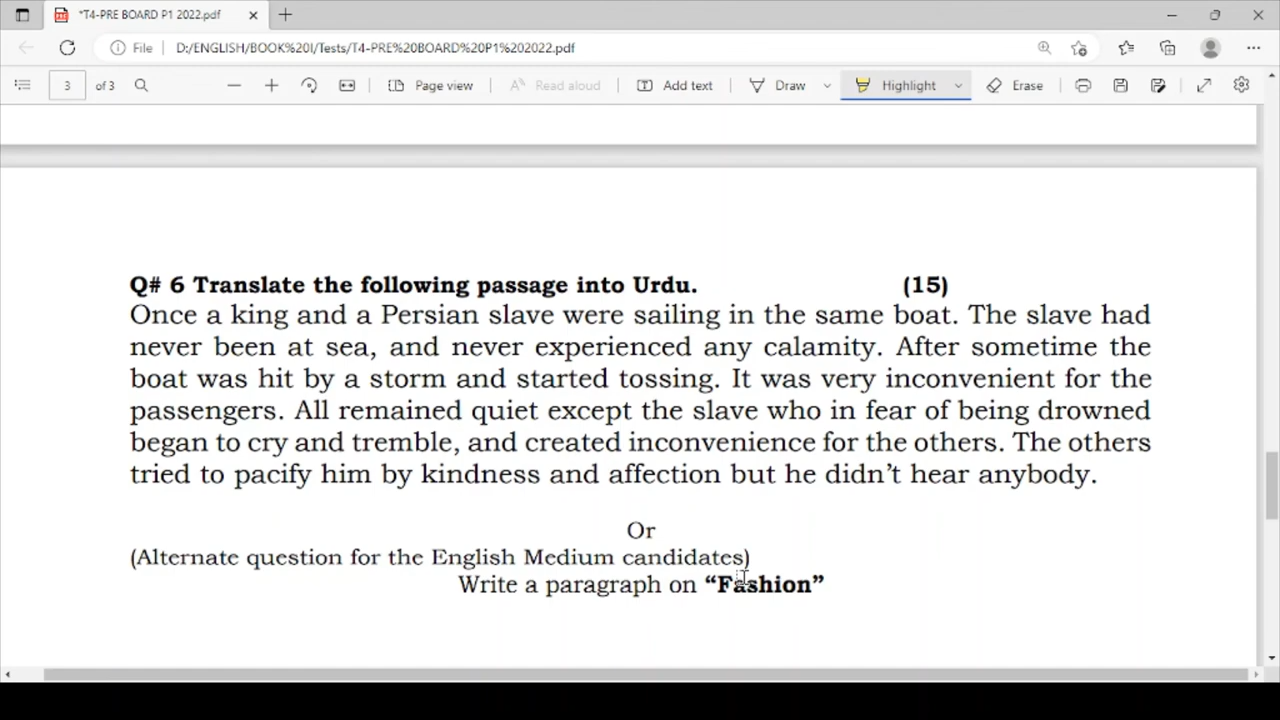 *T4-PRE BOARD P1 2022.pdf
File D:/ENGLISH/BOOK%20I/Tests/T4-PRE%20BOARD%20P1%202022.pdf
3 of 3 Page view Read aloud Add text Draw Highlight Erase
Q# 6 Translate the following passage into Urdu. (15)
Once a king and a Persian slave were sailing in the same boat. The slave had
never been at sea, and never experienced any calamity. After sometime the
boat was hit by a storm and started tossing. It was very inconvenient for the
passengers. All remained quiet except the slave who in fear of being drowned
began to cry and tremble, and created inconvenience for the others. The others
tried to pacify him by kindness and affection but he didn’t hear anybody.
Or
(Alternate question for the English Medium candidates)
Write a paragraph on “Fashion”